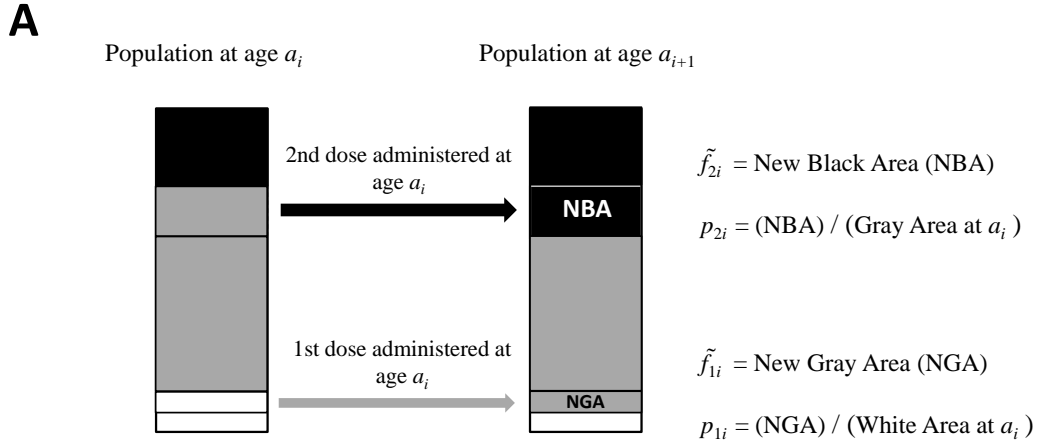 A
Population at age a_i
Population at age a_{i+1}
2nd dose administered at
age a_i
NBA
f̃_{2i} = New Black Area (NBA)
p_{2i} = (NBA) / (Gray Area at a_i )
1st dose administered at
age a_i
NGA
f̃_{1i} = New Gray Area (NGA)
p_{1i} = (NGA) / (White Area at a_i )